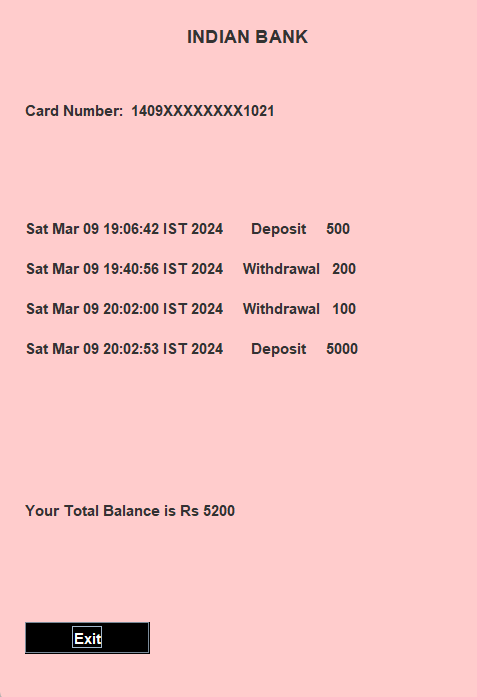 INDIAN BANK
Card Number: 1409XXXXXXXX1021
Sat Mar 09 19:06:42 IST 2024 Deposit 500
Sat Mar 09 19:40:56 IST 2024 Withdrawal 200
Sat Mar 09 20:02:00 IST 2024 Withdrawal 100
Sat Mar 09 20:02:53 IST 2024 Deposit 5000
Your Total Balance is Rs 5200
Exit